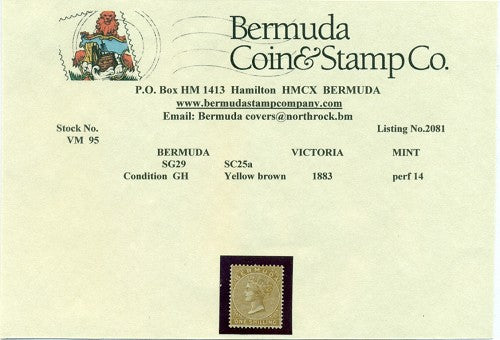 Bermuda
Coin&Stamp Co.
P.O. Box HM 1413 Hamilton HMCX BERMUDA
www.bermudastampcompany.com
Email: Bermuda covers@northrock.bm
Stock No. Listing No.2081
VM 95
BERMUDA VICTORIA MINT
SG29 SC25a
Condition GH Yellow brown 1883 perf 14
BERMUDA
ONE SHILLING